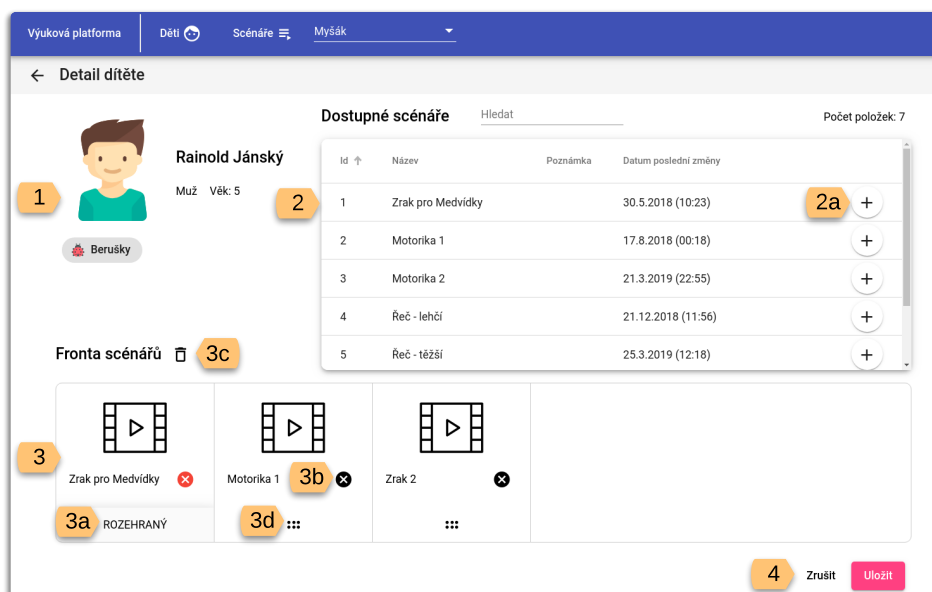 Výuková platforma Děti Scénáře Myšák
Detail dítěte
Dostupné scénáře Hledat Počet položek: 7
Rainold Jánský
Muž Věk: 5
Berušky
1
2
Id Název Poznámka Datum poslední změny
1 Zrak pro Medvídky 30.5.2018 (10:23) 2a +
2 Motorika 1 17.8.2018 (00:18) +
3 Motorika 2 21.3.2019 (22:55) +
4 Řeč - lehčí 21.12.2018 (11:56) +
5 Řeč - těžší 25.3.2019 (12:18) +
Fronta scénářů 3c
3
Zrak pro Medvídky
3a ROZEHRANÝ
Motorika 1 3b
3d
Zrak 2
4 Zrušit Uložit